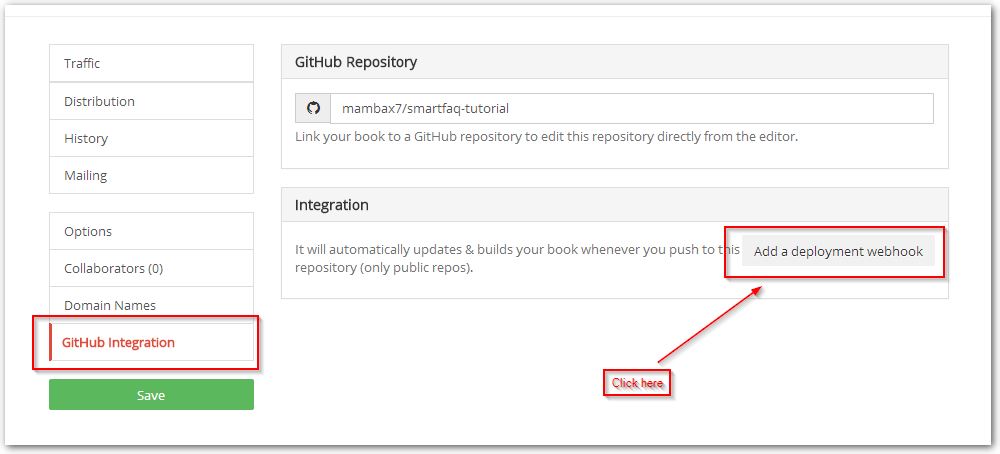 Traffic
Distribution
History
Mailing
Options
Collaborators (0)
Domain Names
GitHub Integration
Save
GitHub Repository
mambax7/smartfaq-tutorial
Link your book to a GitHub repository to edit this repository directly from the editor.
Integration
It will automatically updates & builds your book whenever you push to this
repository (only public repos).
Add a deployment webhook
Click here